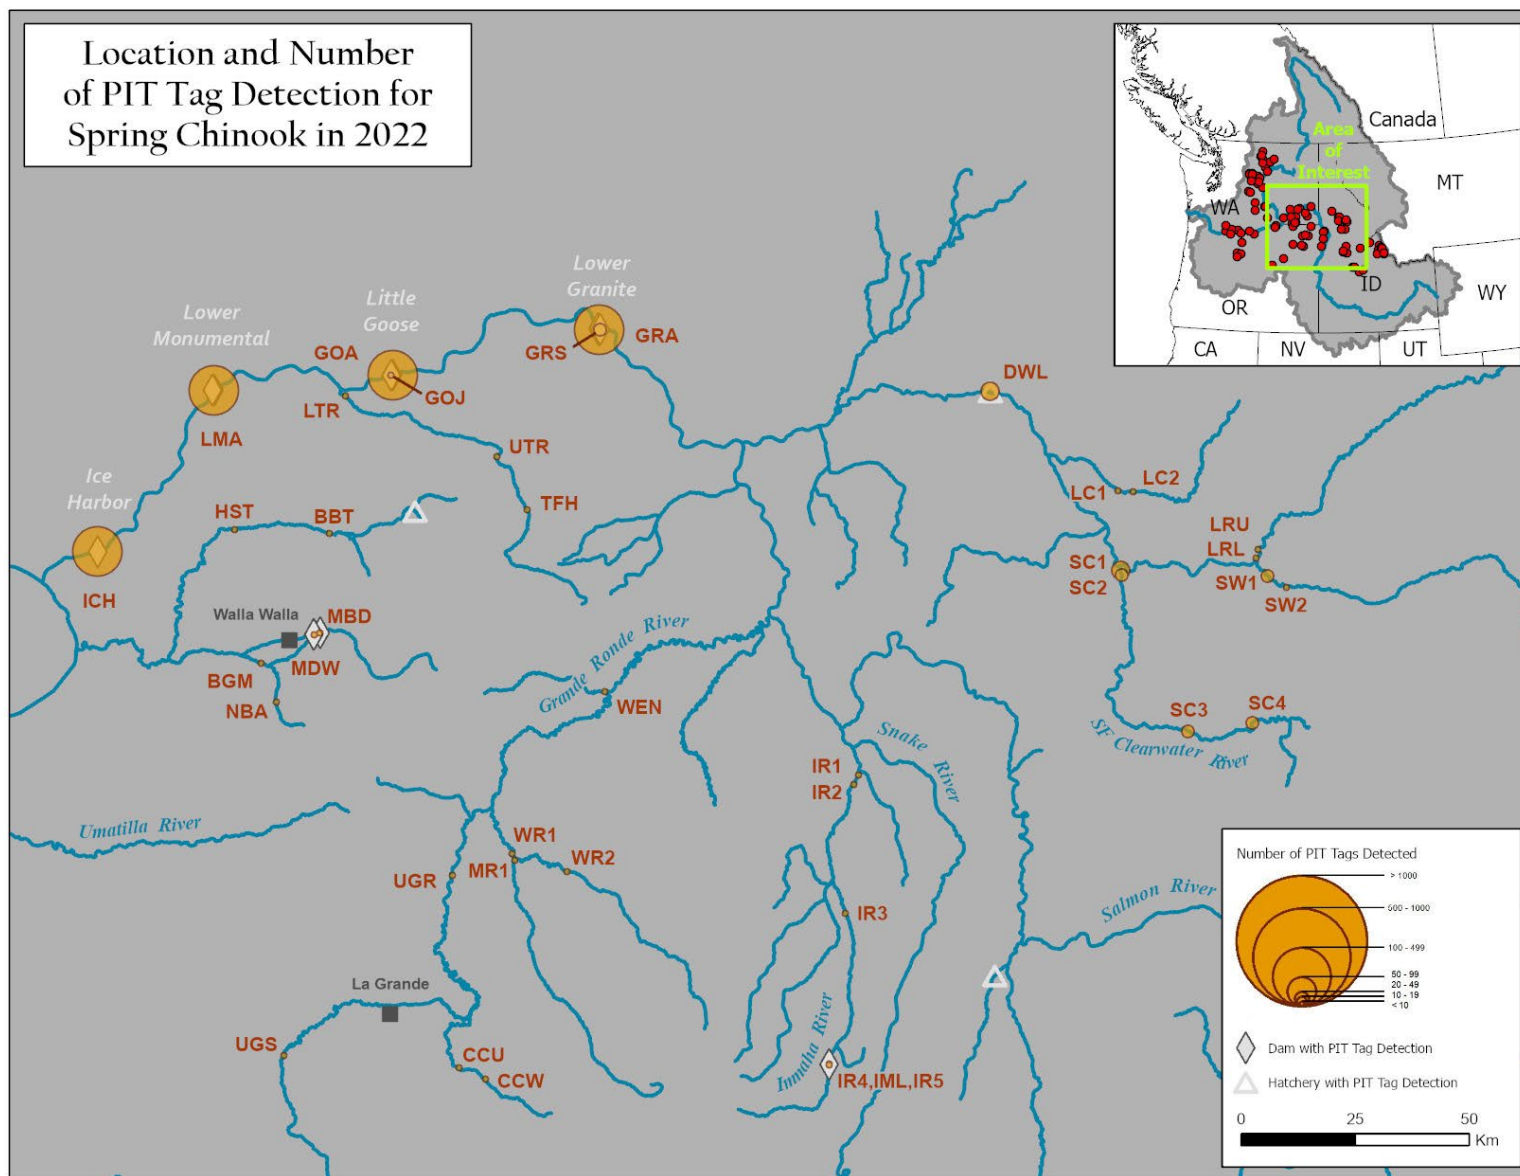 Location and Number
of PIT Tag Detection for
Spring Chinook in 2022
Canada
Area
of
Interest
MT
WA
ID
WY
OR
CA
NV
UT
Lower
Granite
Little
Goose
Lower
Monumental
GRS
GRA
GOA
GOJ
LTR
LMA
DWL
UTR
Ice
Harbor
LC1
LC2
TFH
HST
BBT
LRU
LRL
SC1
SC2
SW1
SW2
ICH
Walla Walla
MBD
MDW
BGM
NBA
Grande Ronde River
WEN
SC3
SC4
SF Clearwater River
Snake River
IR1
IR2
Umatilla River
WR1
WR2
MR1
UGR
Salmon River
IR3
La Grande
UGS
CCU
CCW
Inmaha River
IR4,IML,IR5
Number of PIT Tags Detected
> 1000
500 - 1000
100 - 499
50 - 99
20 - 49
10 - 19
< 10
Dam with PIT Tag Detection
Hatchery with PIT Tag Detection
0 25 50
Km